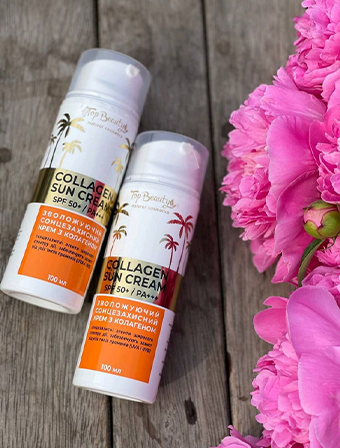 Top Beauty
COLLAGEN
SUN CREAM
SPF 50+ / PA+++
ЗВОЛОЖУЮЧИЙ
СОНЦЕЗАХИСНИЙ
КРЕМ З КОЛАГЕНОМ
100 мл
Top Beauty
COLLAGEN
SUN CREAM
SPF 50+ / PA+++
ЗВОЛОЖУЮЧИЙ
СОНЦЕЗАХИСНИЙ
КРЕМ З КОЛАГЕНОМ
100 мл